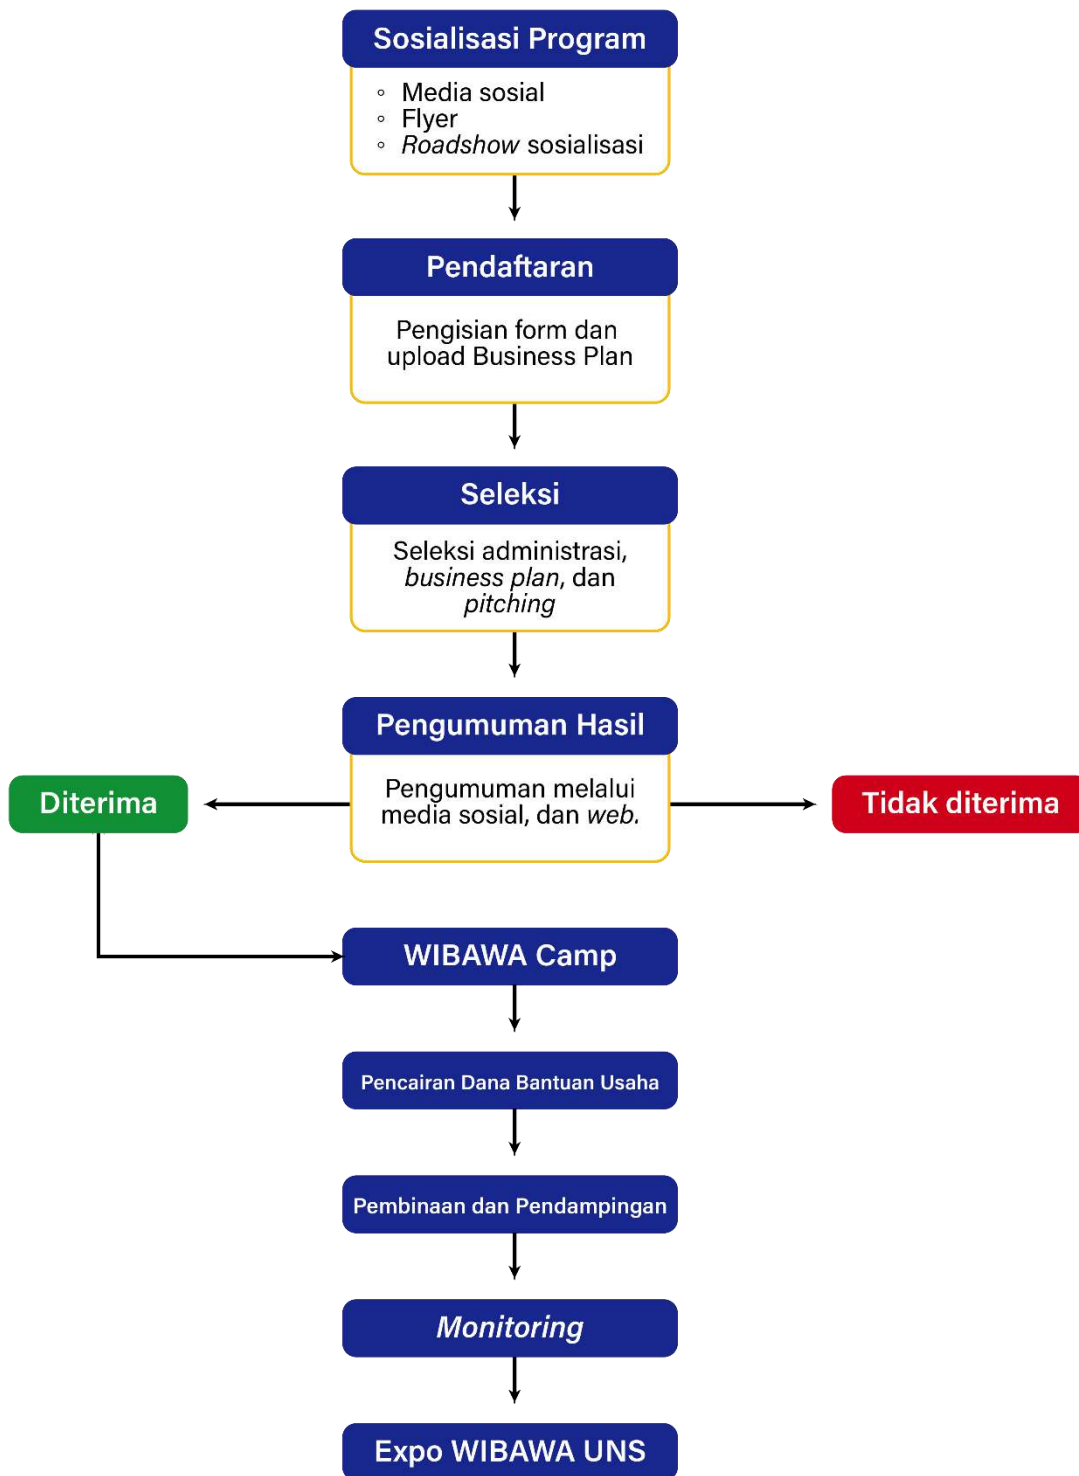 Sosialisasi Program
◦ Media sosial
◦ Flyer
◦ Roadshow sosialisasi
Pendaftaran
Pengisian form dan
upload Business Plan
Seleksi
Seleksi administrasi,
business plan, dan
pitching
Pengumuman Hasil
Pengumuman melalui
media sosial, dan web.
Diterima
Tidak diterima
WIBAWA Camp
Pencairan Dana Bantuan Usaha
Pembinaan dan Pendampingan
Monitoring
Expo WIBAWA UNS